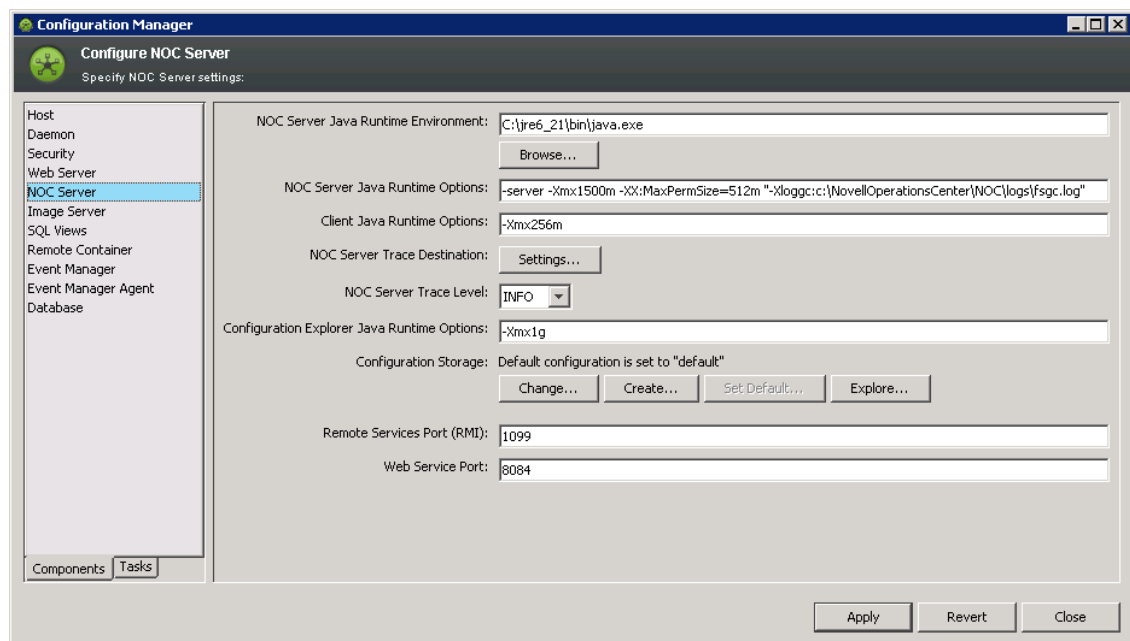 Configuration Manager
Configure NOC Server
Specify NOC Server settings:
Host
Daemon
Security
Web Server
NOC Server
Image Server
SQL Views
Remote Container
Event Manager
Event Manager Agent
Database
Components Tasks
NOC Server Java Runtime Environment: C:\jre6_21\bin\java.exe
Browse...
NOC Server Java Runtime Options: -server -Xmx1500m -XX:MaxPermSize=512m "-Xloggc:c:\NovellOperationsCenter\NOC\logs\fsgc.log"
Client Java Runtime Options: -Xmx256m
NOC Server Trace Destination: Settings...
NOC Server Trace Level: INFO
Configuration Explorer Java Runtime Options: -Xmx1g
Configuration Storage: Default configuration is set to "default"
Change... Create... Set Default... Explore...
Remote Services Port (RMI): 1099
Web Service Port: 8084
Apply Revert Close